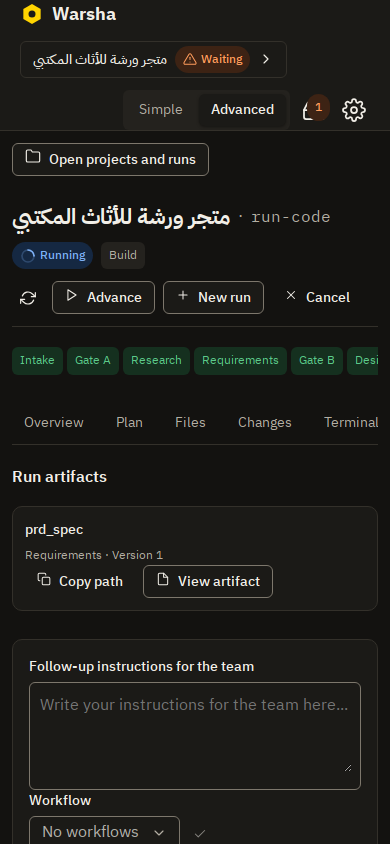 Warsha
متجر ورشة للأثاث المكتبي Waiting
Simple Advanced 1
Open projects and runs
متجر ورشة للأثاث المكتبي · run-code
Running Build
Advance New run Cancel
Intake Gate A Research Requirements Gate B Desi
Overview Plan Files Changes Terminal
Run artifacts
prd_spec
Requirements · Version 1
Copy path View artifact
Follow-up instructions for the team
Write your instructions for the team here...
Workflow
No workflows